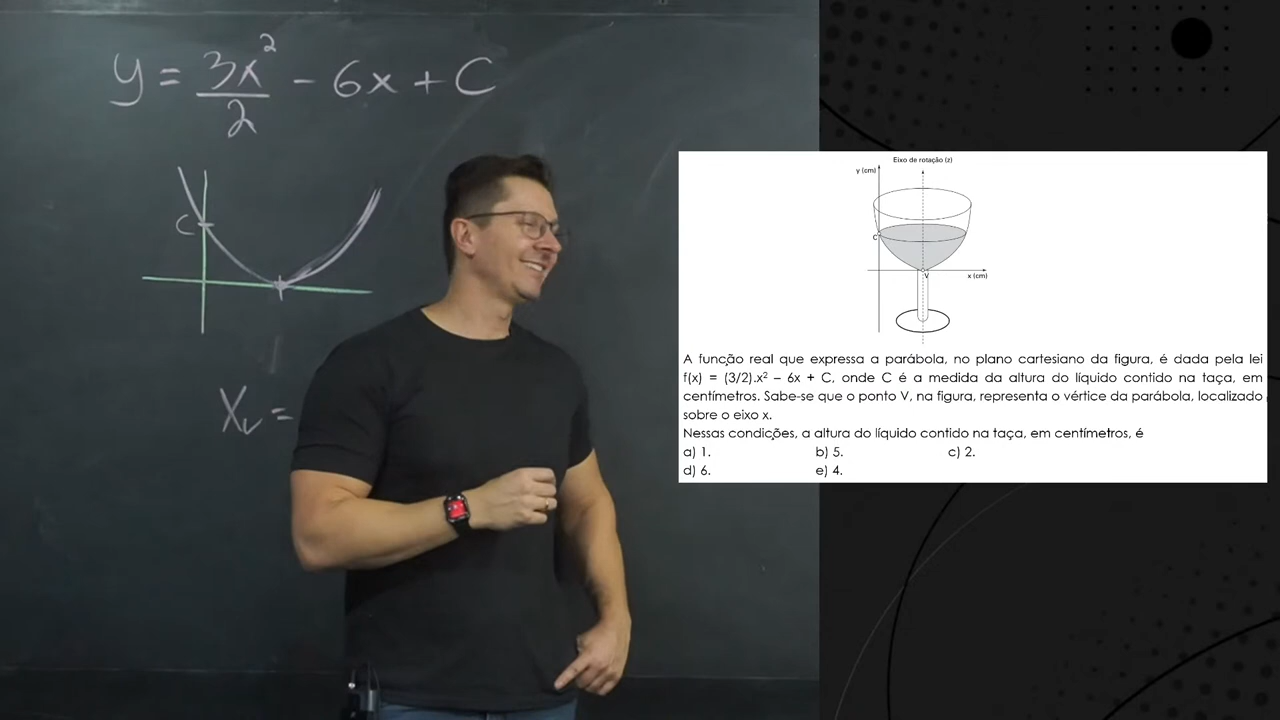 y = 3x²/2 - 6x + C
C
Xv =
Eixo de rotação (z)
y (cm)
C
V
x (cm)
A função real que expressa a parábola, no plano cartesiano da figura, é dada pela lei
f(x) = (3/2).x² – 6x + C, onde C é a medida da altura do líquido contido na taça, em
centímetros. Sabe-se que o ponto V, na figura, representa o vértice da parábola, localizado
sobre o eixo x.
Nessas condições, a altura do líquido contido na taça, em centímetros, é
a) 1. b) 5. c) 2.
d) 6. e) 4.